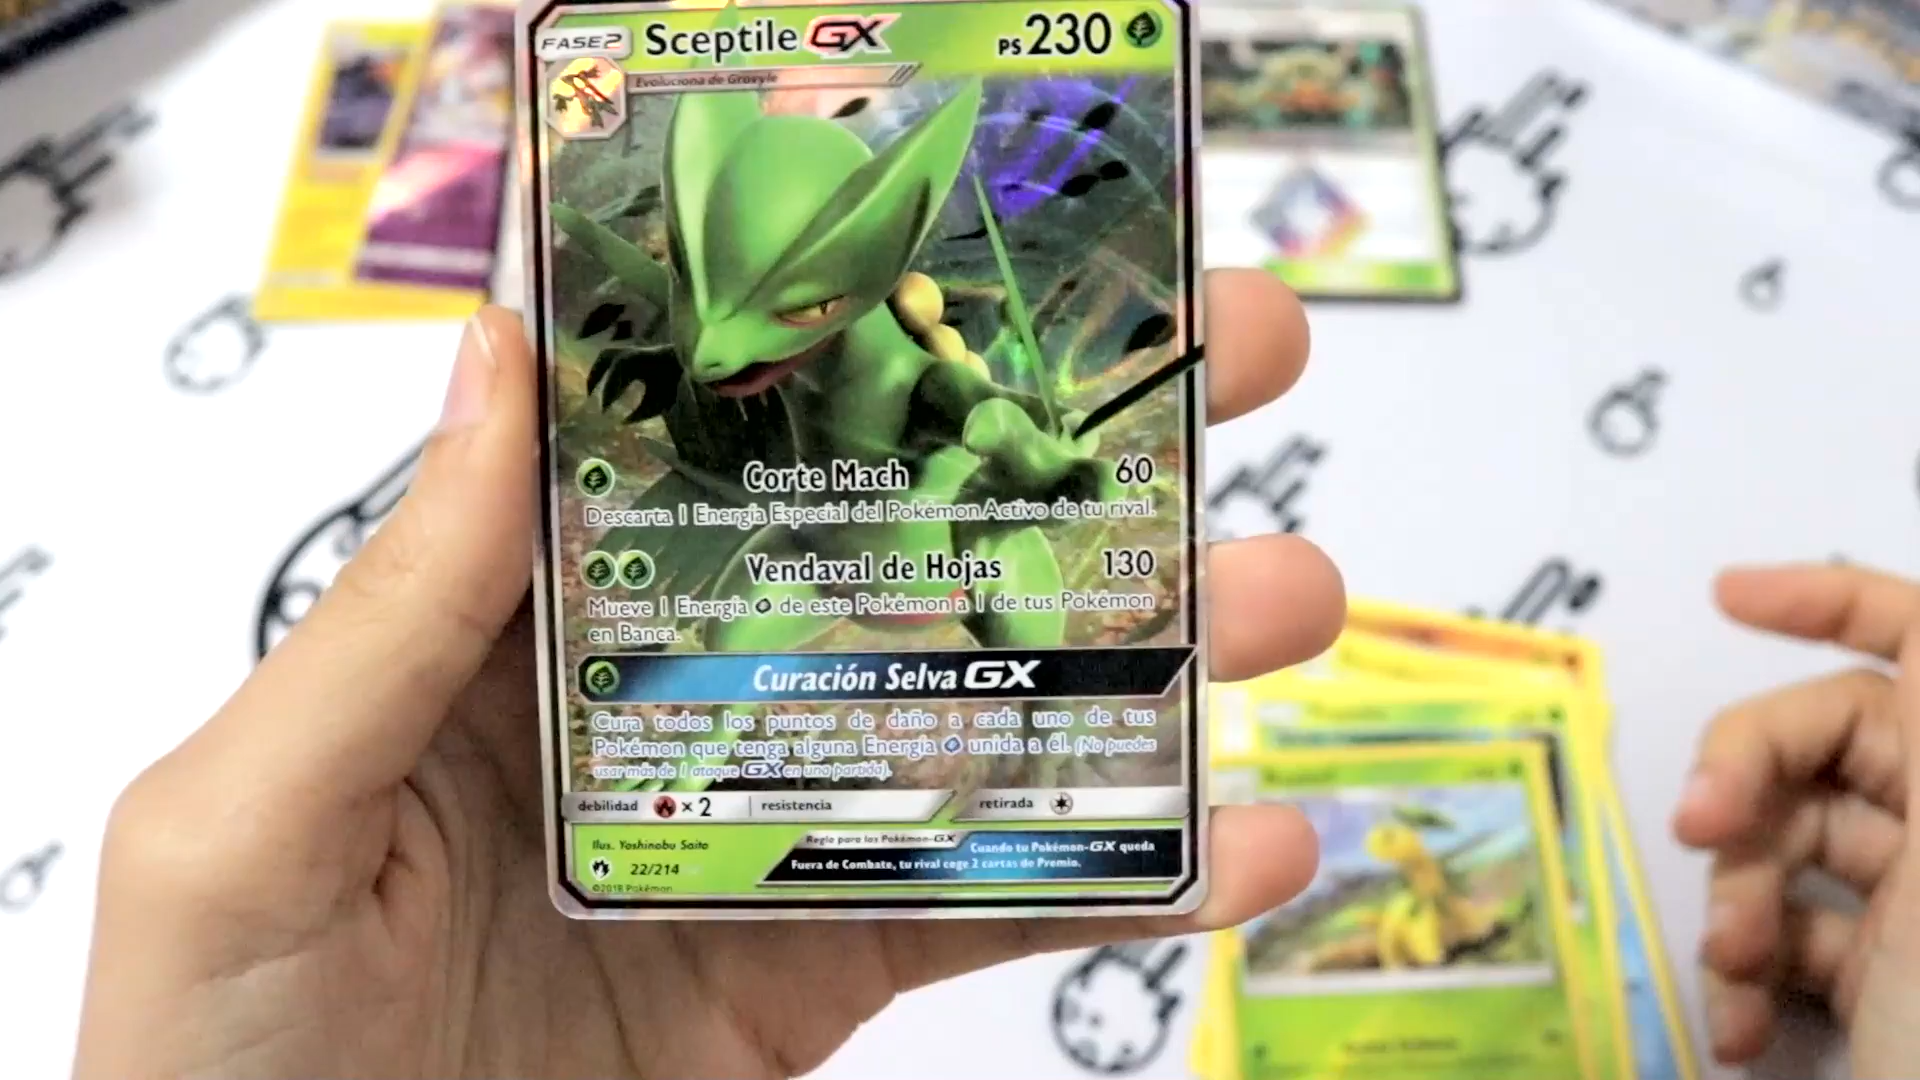 FASE2 Sceptile GX PS 230
Evoluciona de Grovyle
Corte Mach 60
Descarta 1 Energía Especial del Pokémon Activo de tu rival.
Vendaval de Hojas 130
Mueve 1 Energía de este Pokémon a 1 de tus Pokémon
en Banca.
Curación Selva GX
Cura todos los puntos de daño a cada uno de tus
Pokémon que tenga alguna Energía unida a él. (No puedes
usar más de 1 ataque GX en una partida).
debilidad × 2 resistencia retirada
Ilus. Yoshinobu Saito
22/214
©2018 Pokémon
Regla para los Pokémon-GX
Cuando tu Pokémon-GX queda
Fuera de Combate, tu rival coge 2 cartas de Premio.